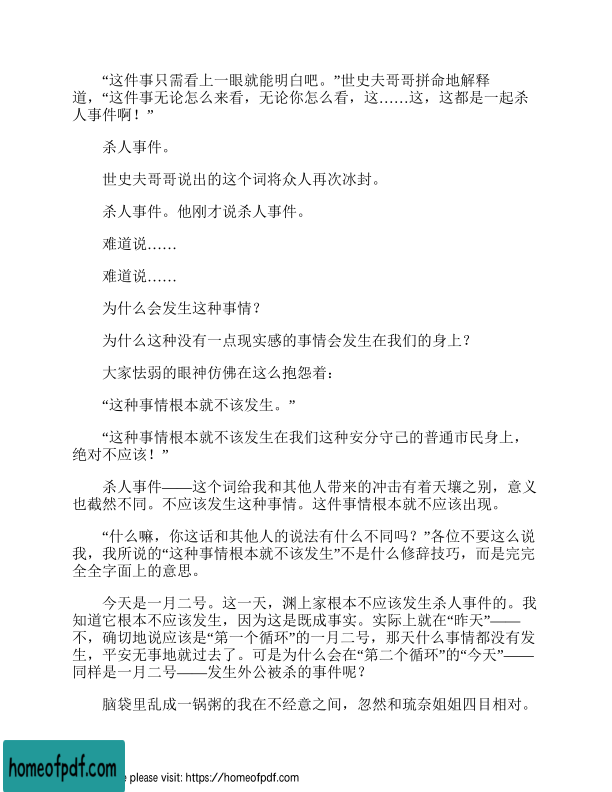 “这件事只需看上一眼就能明白吧。”世史夫哥哥拼命地解释
道，“这件事无论怎么来看，无论你怎么看，这……这，这都是一起杀
人事件啊！”
杀人事件。
世史夫哥哥说出的这个词将众人再次冰封。
杀人事件。他刚才说杀人事件。
难道说……
难道说……
为什么会发生这种事情？
为什么这种没有一点现实感的事情会发生在我们的身上？
大家怯弱的眼神仿佛在这么抱怨着：
“这种事情根本就不该发生。”
“这种事情根本就不该发生在我们这种安分守己的普通市民身上，
绝对不应该！”
杀人事件——这个词给我和其他人带来的冲击有着天壤之别，意义
也截然不同。不应该发生这种事情。这件事情根本就不应该出现。
“什么嘛，你这话和其他人的说法有什么不同吗？”各位不要这么说
我，我所说的“这种事情根本就不该发生”不是什么修辞技巧，而是完完
全全字面上的意思。
今天是一月二号。这一天，渊上家根本不应该发生杀人事件的。我
知道它根本不应该发生，因为这是既成事实。实际上就在“昨天”——
不，确切地说应该是“第一个循环”的一月二号，那天什么事情都没有发
生，平安无事地就过去了。可是为什么会在“第二个循环”的“今天”——
同样是一月二号——发生外公被杀的事件呢？
脑袋里乱成一锅粥的我在不经意之间，忽然和琉奈姐姐四目相对。
homeofpdf.com
e please visit: https://homeofpdf.com